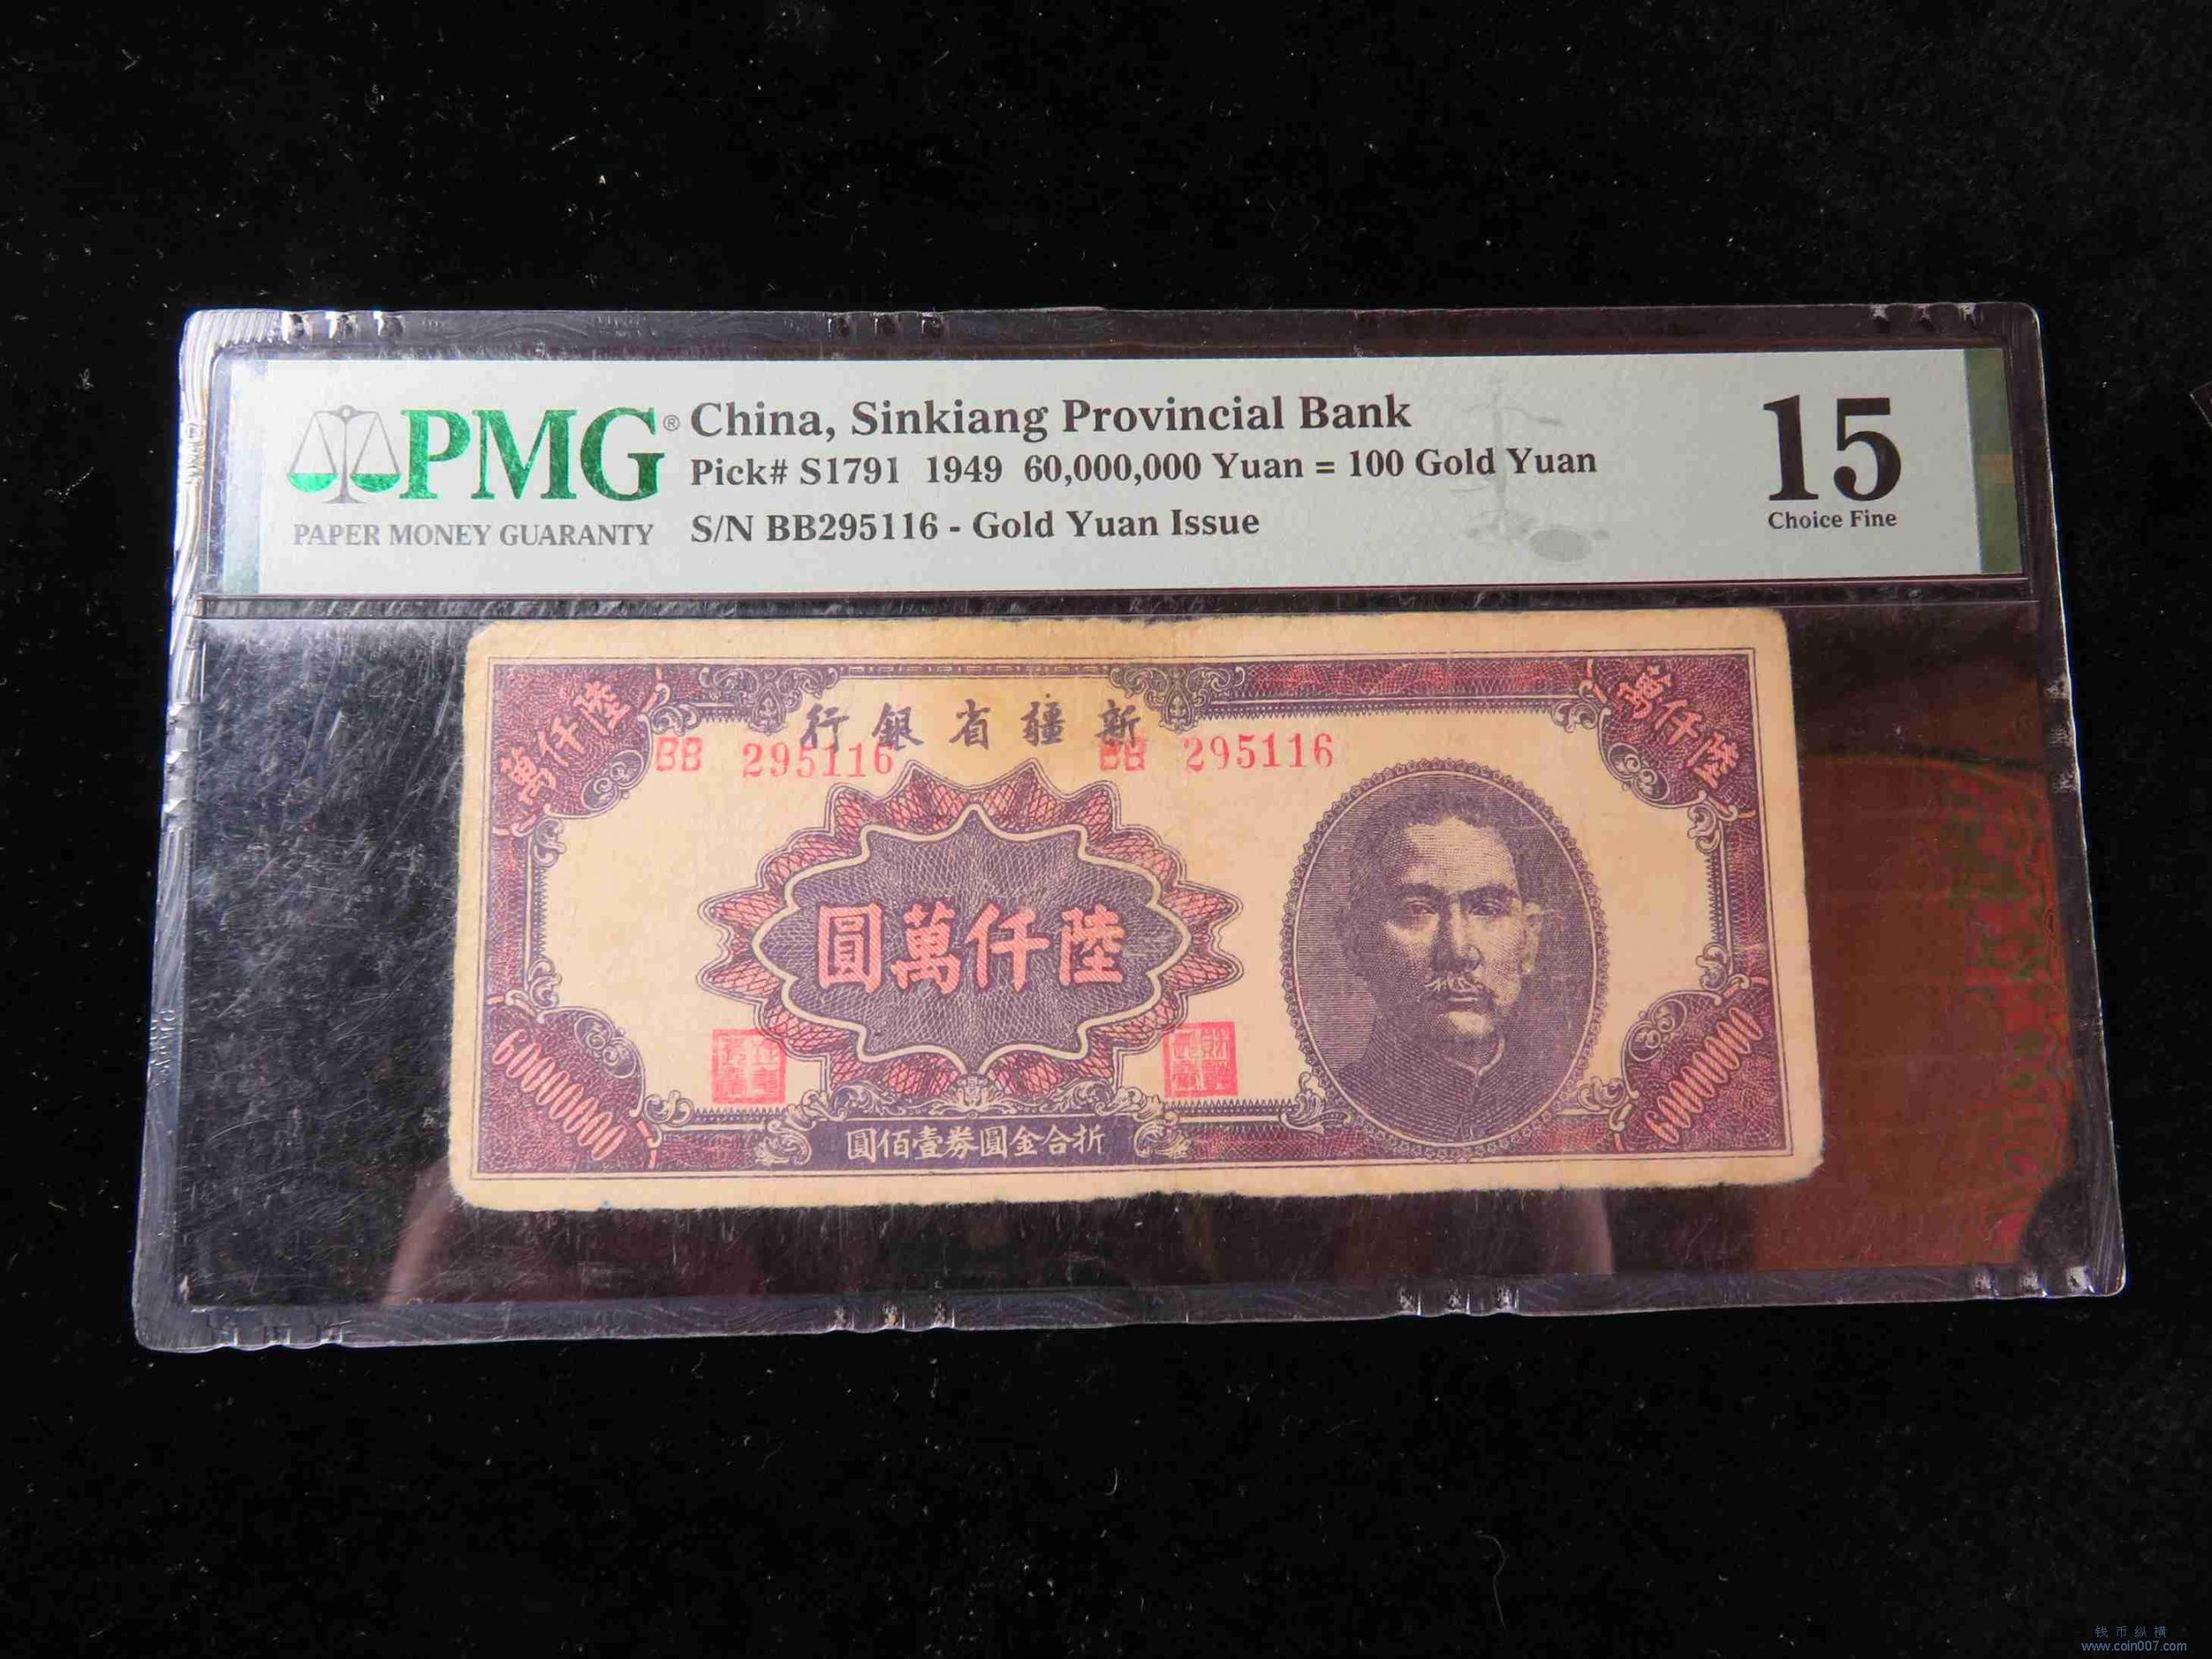 PMG®
PAPER MONEY GUARANTY
China, Sinkiang Provincial Bank
Pick# S1791 1949 60,000,000 Yuan = 100 Gold Yuan
S/N BB295116 - Gold Yuan Issue
15
Choice Fine
陸仟萬
行銀省疆新
陸仟萬
BB 295116
BB 295116
圓萬仟陸
60000000
60000000
圓佰壹券圓金合折
钱币纵横
www.coin007.com